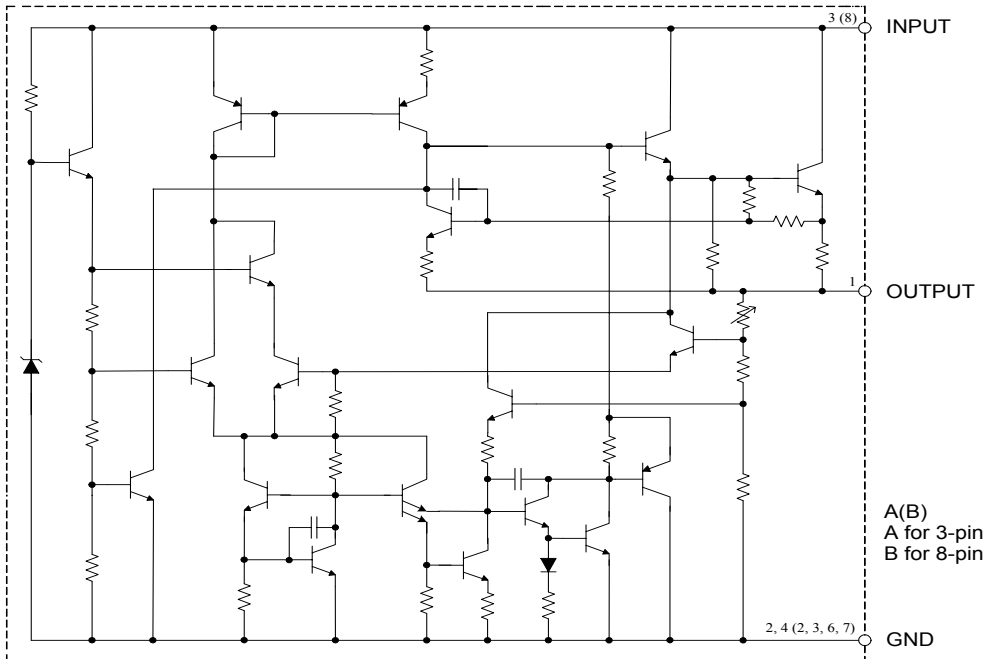 3 (8)
INPUT
1
OUTPUT
A(B)
A for 3-pin
B for 8-pin
2, 4 (2, 3, 6, 7)
GND